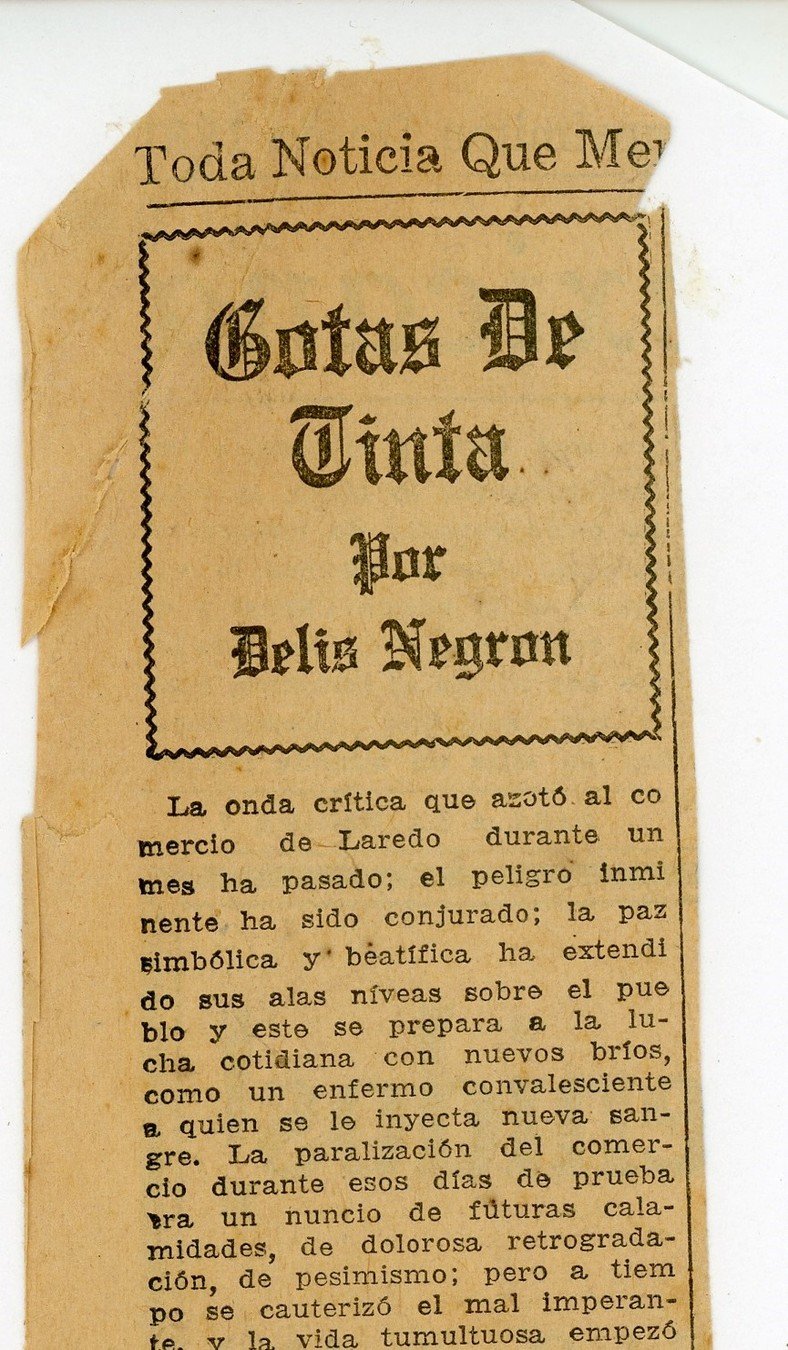 Toda Noticia Que Mer
Gotas De
Tinta
Por
Delis Negron
La onda crítica que azotó al co
mercio de Laredo durante un
mes ha pasado; el peligro inmi
nente ha sido conjurado; la paz
simbólica y beatífica ha extendi
do sus alas níveas sobre el pue
blo y este se prepara a la lu-
cha cotidiana con nuevos bríos,
como un enfermo convalesciente
a quien se le inyecta nueva san-
gre. La paralización del comer-
cio durante esos días de prueba
era un nuncio de futuras cala-
midades, de dolorosa retrograda-
ción, de pesimismo; pero a tiem
po se cauterizó el mal imperan-
te, y la vida tumultuosa empezó